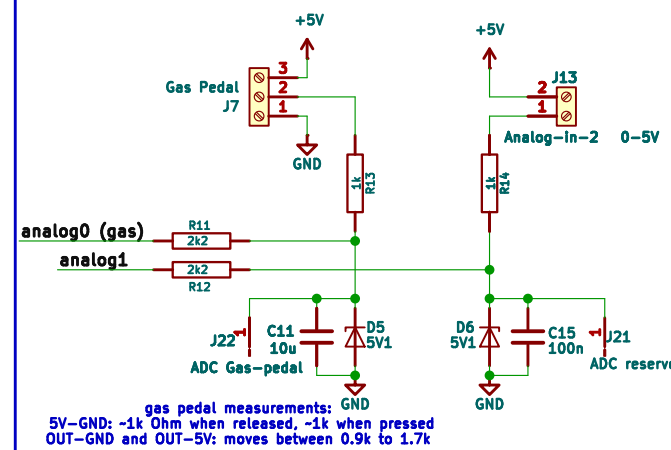 +5V
+5V
Gas Pedal
J7
3
2
1
J13
2
1
GND
Analog-in-2 0-5V
1k
R13
1k
R14
analog0 (gas)
R11
2k2
analog1
2k2
R12
J22
1
C11
10u
D5
5V1
D6
5V1
C15
100n
1
J21
ADC Gas-pedal
ADC reserve
GND
GND
gas pedal measurements:
5V-GND: ~1k Ohm when released, ~1k when pressed
OUT-GND and OUT-5V: moves between 0.9k to 1.7k